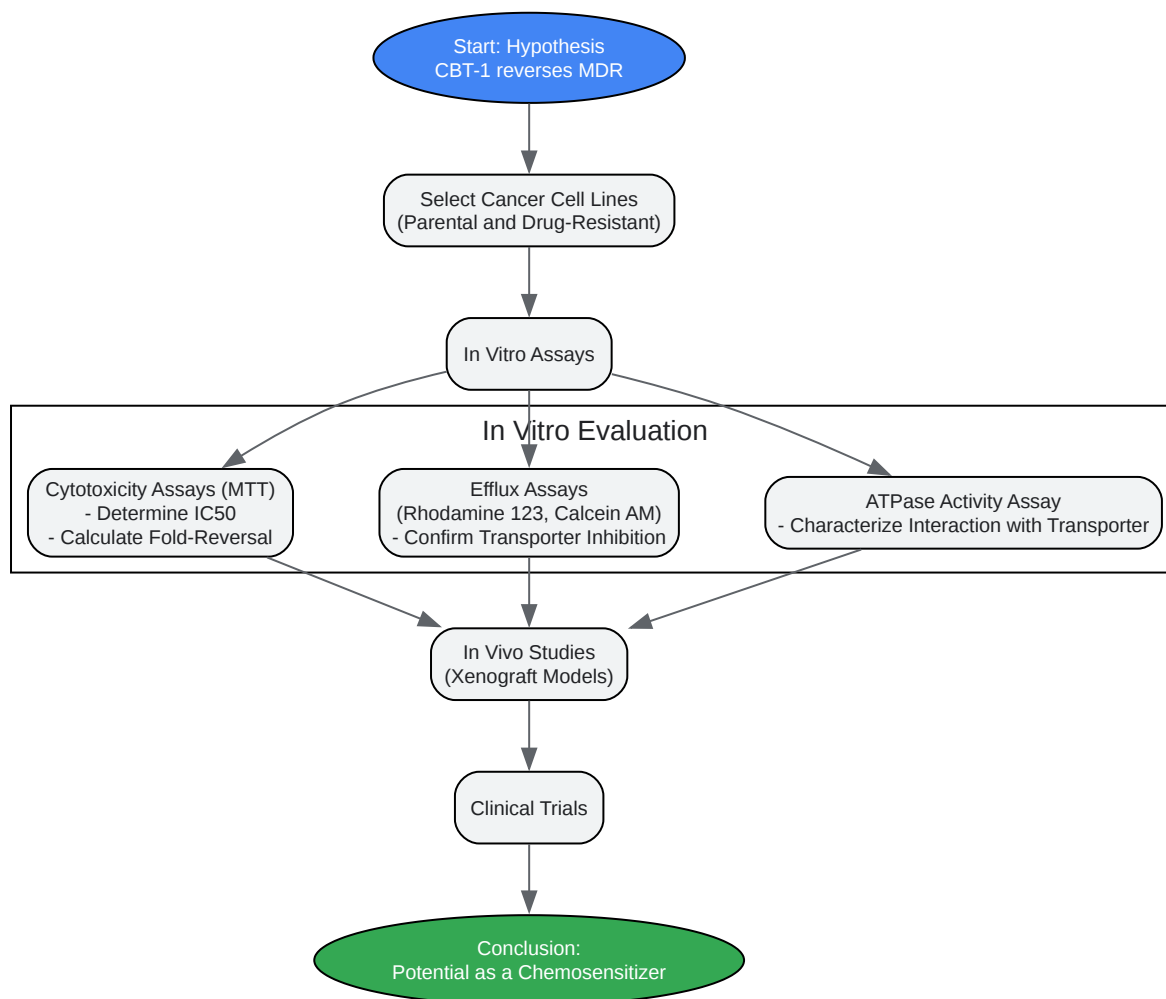 Start: Hypothesis
CBT-1 reverses MDR
Select Cancer Cell Lines
(Parental and Drug-Resistant)
In Vitro Assays
In Vitro Evaluation
Cytotoxicity Assays (MTT)
- Determine IC50
- Calculate Fold-Reversal
Efflux Assays
(Rhodamine 123, Calcein AM)
- Confirm Transporter Inhibition
ATPase Activity Assay
- Characterize Interaction with Transporter
In Vivo Studies
(Xenograft Models)
Clinical Trials
Conclusion:
Potential as a Chemosensitizer